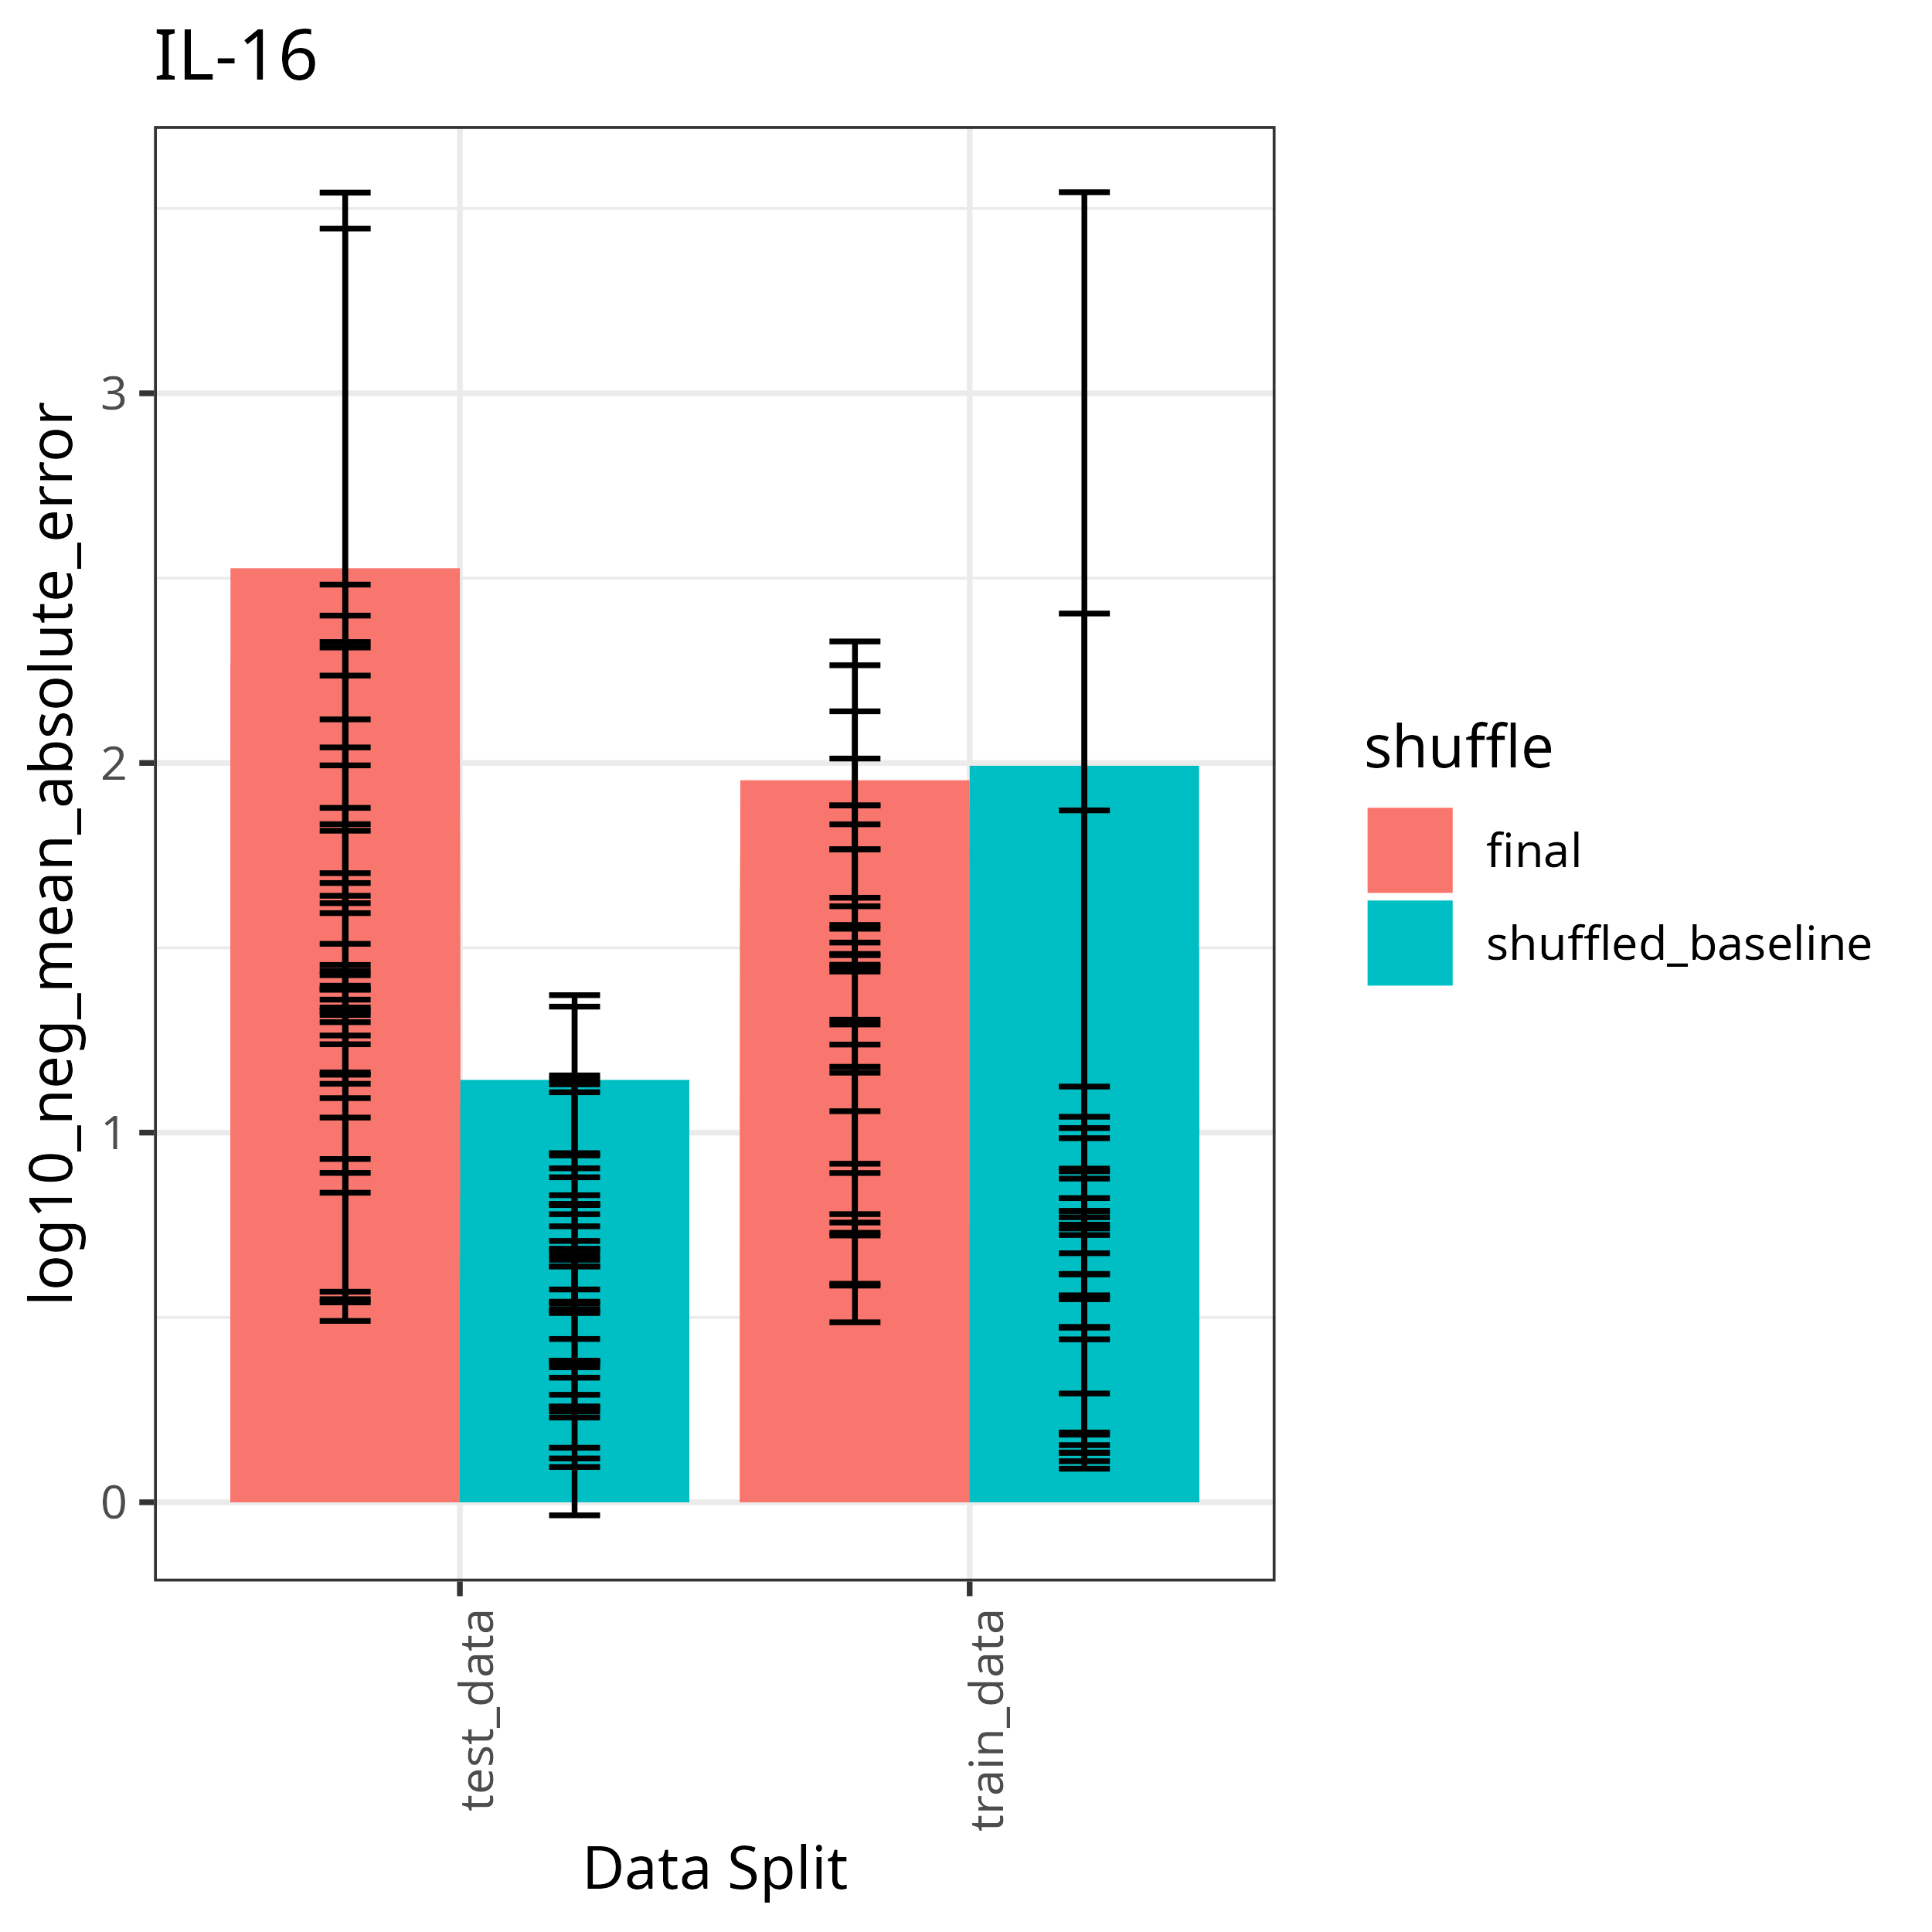 IL-16
log10_neg_mean_absolute_error
3
2
1
0
test_data
train_data
Data Split
shuffle
final
shuffled_baseline